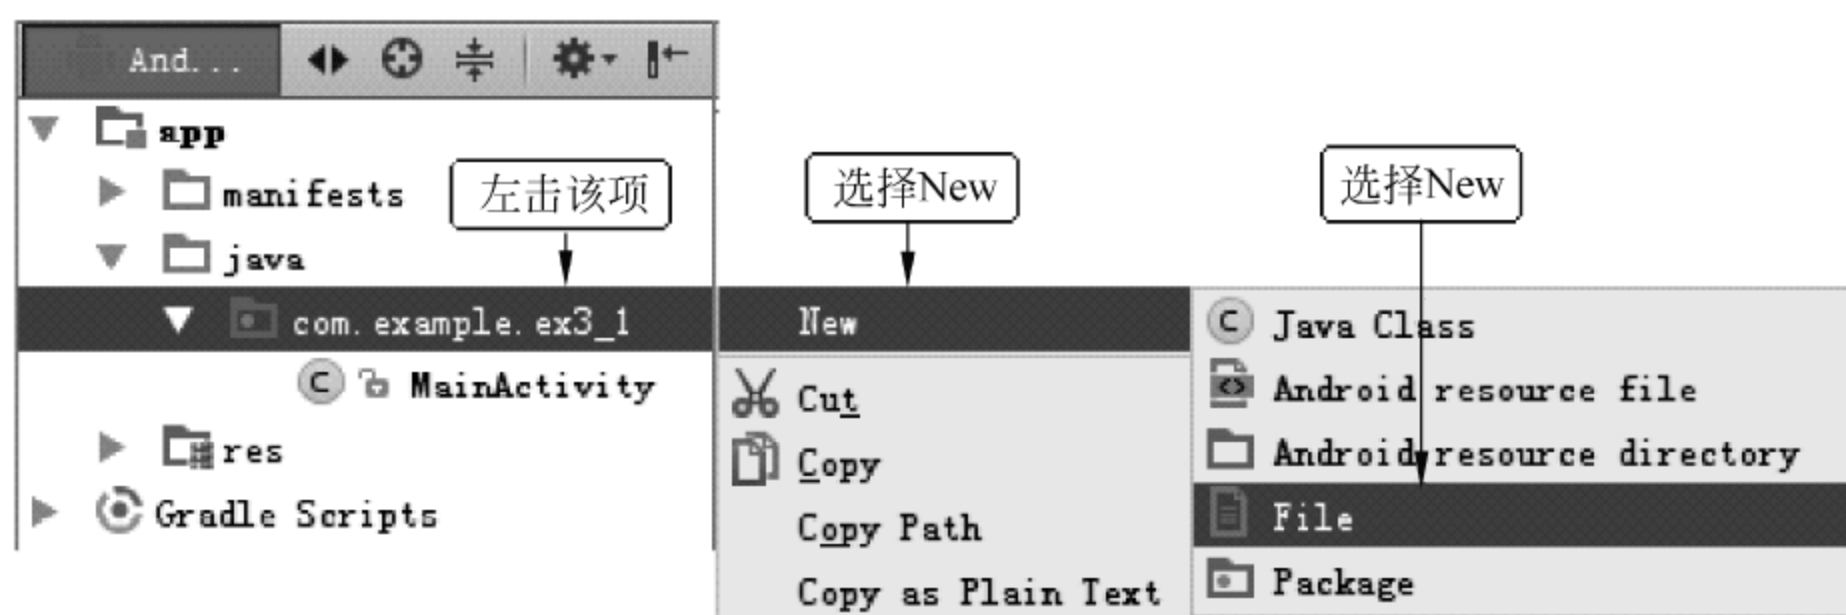 And...
app
manifests
左击该项
选择New
选择New
java
com.example.ex3_1
New
Java Class
MainActivity
Cut
Android resource file
res
Copy
Android resource directory
Gradle Scripts
Copy Path
File
Copy as Plain Text
Package